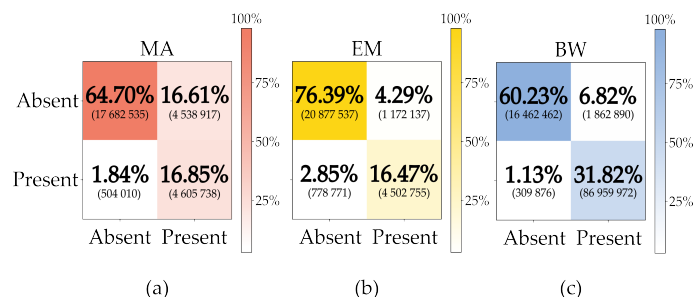 100%
100%
100%
MA
EM
BW
Absent
64.70%
16.61%
(17 682 535)
(4 538 917)
75%
76.39%
4.29%
(20 877 537)
(1 172 137)
75%
60.23%
6.82%
(16 462 462)
(1 862 890)
75%
50%
50%
50%
Present
1.84%
16.85%
(504 010)
(4 605 738)
25%
2.85%
16.47%
(778 771)
(4 502 755)
25%
1.13%
31.82%
(309 876)
(86 959 972)
25%
Absent Present
Absent Present
Absent Present
(a)
(b)
(c)